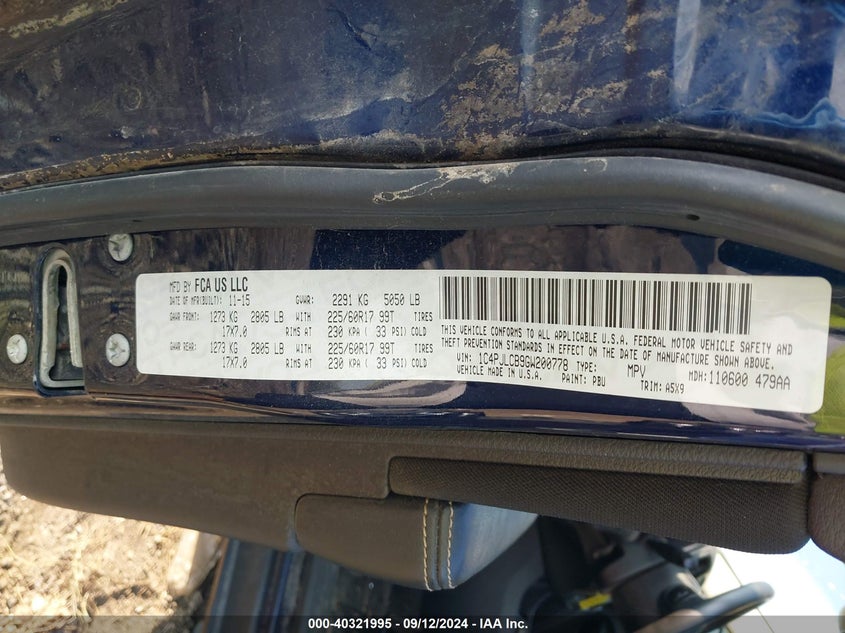 MFD BY FCA US LLC
DATE OF MFR(BUILT): 11-15 GVWR: 2291 KG 5050 LB
GAWR FRONT: 1273 KG 2805 LB WITH 225/60R17 99T TIRES
17X7.0 RIMS AT 230 KPA ( 33 PSI) COLD
GAWR REAR: 1273 KG 2805 LB WITH 225/60R17 99T TIRES
17X7.0 RIMS AT 230 KPA ( 33 PSI) COLD
THIS VEHICLE CONFORMS TO ALL APPLICABLE U.S.A. FEDERAL MOTOR VEHICLE SAFETY AND
THEFT PREVENTION STANDARDS IN EFFECT ON THE DATE OF MANUFACTURE SHOWN ABOVE.
VIN: 1C4PJLCB9GW200778 TYPE: MPV MDH: 110600 479AA
VEHICLE MADE IN U.S.A. PAINT: PBU TRIM: A5X9
000-40321995 - 09/12/2024 - IAA Inc.